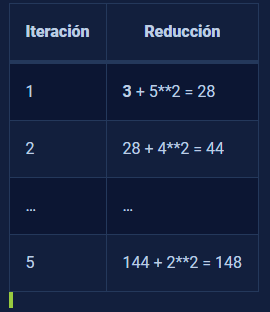 Iteración Reducción
1 3 + 5**2 = 28
2 28 + 4**2 = 44
... ...
5 144 + 2**2 = 148